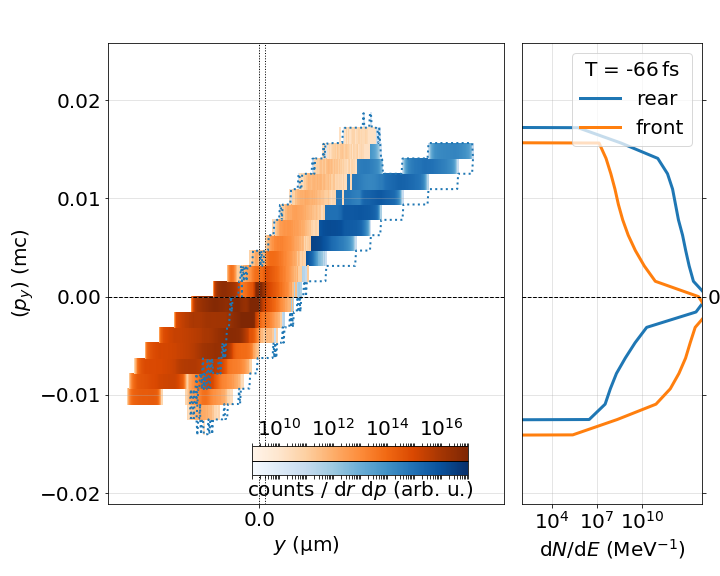 T = -66 fs
rear
front
0.02
0.01
0.00
−0.01
−0.02
(p_y) (mc)
0
10^10 10^12 10^14 10^16
counts / dr dp (arb. u.)
0.0
y (μm)
10^4 10^7 10^10
dN/dE (MeV^−1)